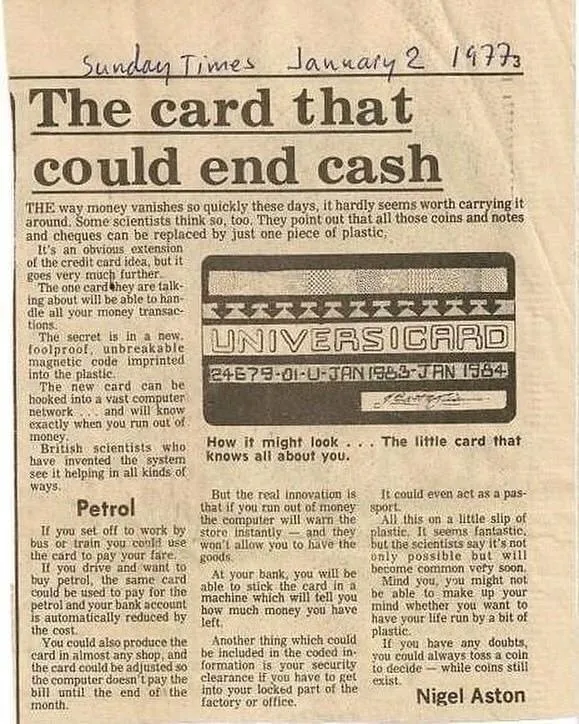 Sunday Times January 2 1977
3
The card that
could end cash
THE way money vanishes so quickly these days, it hardly seems worth carrying it
around. Some scientists think so, too. They point out that all those coins and notes
and cheques can be replaced by just one piece of plastic,
It's an obvious extension
of the credit card idea, but it
goes very much further.
The one card they are talk-
ing about will be able to han-
dle all your money transac-
tions.
The secret is in a new,
foolproof, unbreakable
magnetic code imprinted
into the plastic.
The new card can be
hooked into a vast computer
network . . . and will know
exactly when you run out of
money.
British scientists who
have invented the system
see it helping in all kinds of
ways.
UNIVERSICARD
24679-01-U-JAN 1983-JAN 1984
How it might look . . . The little card that
knows all about you.
Petrol
If you set off to work by
bus or train you could use
the card to pay your fare.
If you drive and want to
buy petrol, the same card
could be used to pay for the
petrol and your bank account
is automatically reduced by
the cost.
You could also produce the
card in almost any shop, and
the card could be adjusted so
the computer doesn't pay the
bill until the end of the
month.
But the real innovation is
that if you run out of money
the computer will warn the
store instantly — and they
won't allow you to have the
goods.
At your bank, you will be
able to stick the card in a
machine which will tell you
how much money you have
left.
Another thing which could
be included in the coded in-
formation is your security
clearance if you have to get
into your locked part of the
factory or office.
It could even act as a pas-
sport.
All this on a little slip of
plastic. It seems fantastic,
but the scientists say it's not
only possible but will
become common very soon.
Mind you, you might not
be able to make up your
mind whether you want to
have your life run by a bit of
plastic.
If you have any doubts,
you could always toss a coin
to decide — while coins still
exist.
Nigel Aston